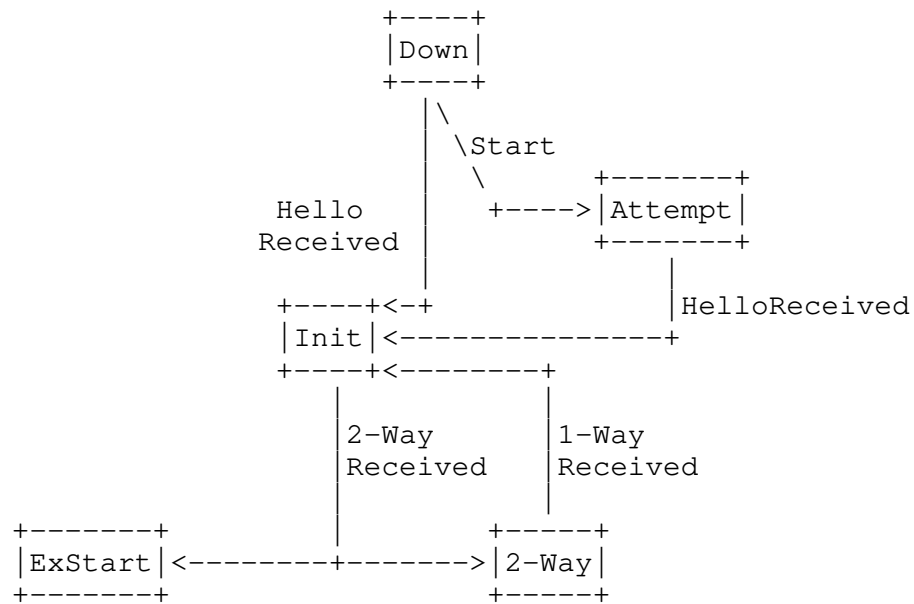 Down
Start
Attempt
Hello
Received
HelloReceived
Init
2-Way
Received
1-Way
Received
ExStart
2-Way